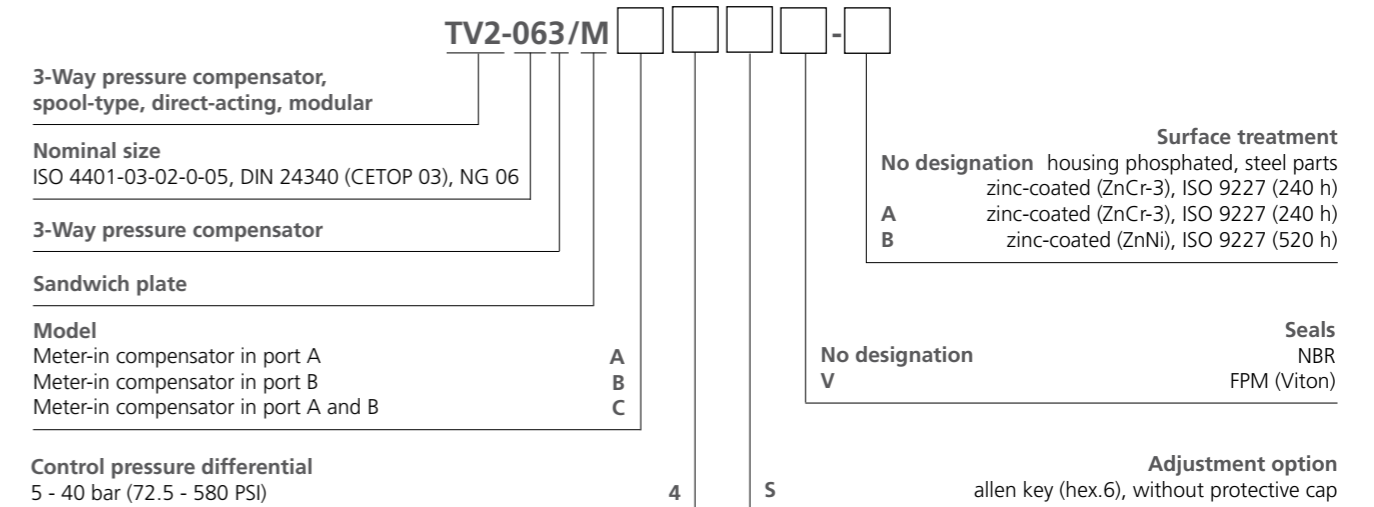 TV2-063/M -
3-Way pressure compensator,
spool-type, direct-acting, modular
Nominal size
ISO 4401-03-02-0-05, DIN 24340 (CETOP 03), NG 06
3-Way pressure compensator
Sandwich plate
Model
Meter-in compensator in port A A
Meter-in compensator in port B B
Meter-in compensator in port A and B C
Control pressure differential
5 - 40 bar (72.5 - 580 PSI) 4
Surface treatment
No designation housing phosphated, steel parts
zinc-coated (ZnCr-3), ISO 9227 (240 h)
A zinc-coated (ZnCr-3), ISO 9227 (240 h)
B zinc-coated (ZnNi), ISO 9227 (520 h)
Seals
No designation NBR
V FPM (Viton)
Adjustment option
S allen key (hex.6), without protective cap